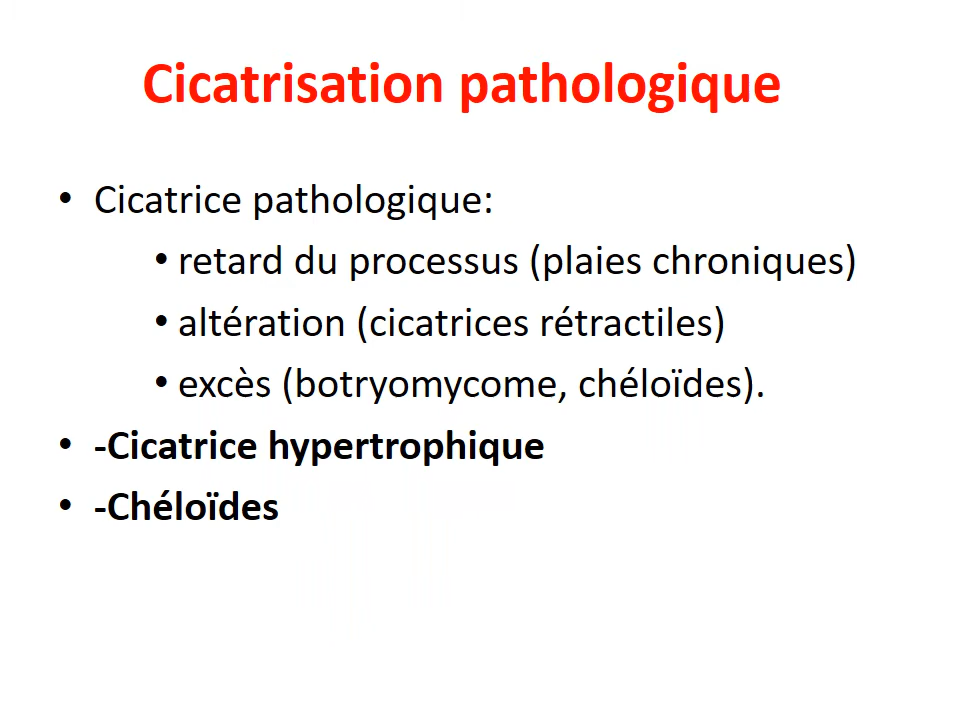 Cicatrisation pathologique
• Cicatrice pathologique:
• retard du processus (plaies chroniques)
• altération (cicatrices rétractiles)
• excès (botryomycome, chéloïdes).
• -Cicatrice hypertrophique
• -Chéloïdes